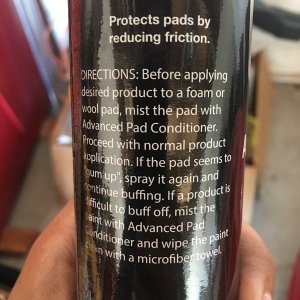 Protects pads by
reducing friction.
DIRECTIONS: Before applying
desired product to a foam or
wool pad, mist the pad with
Advanced Pad Conditioner.
Proceed with normal product
application. If the pad seems to
"gum up", spray it again and
continue buffing. If a product is
difficult to buff off, mist the
paint with Advanced Pad
Conditioner and wipe the paint
clean with a microfiber towel.